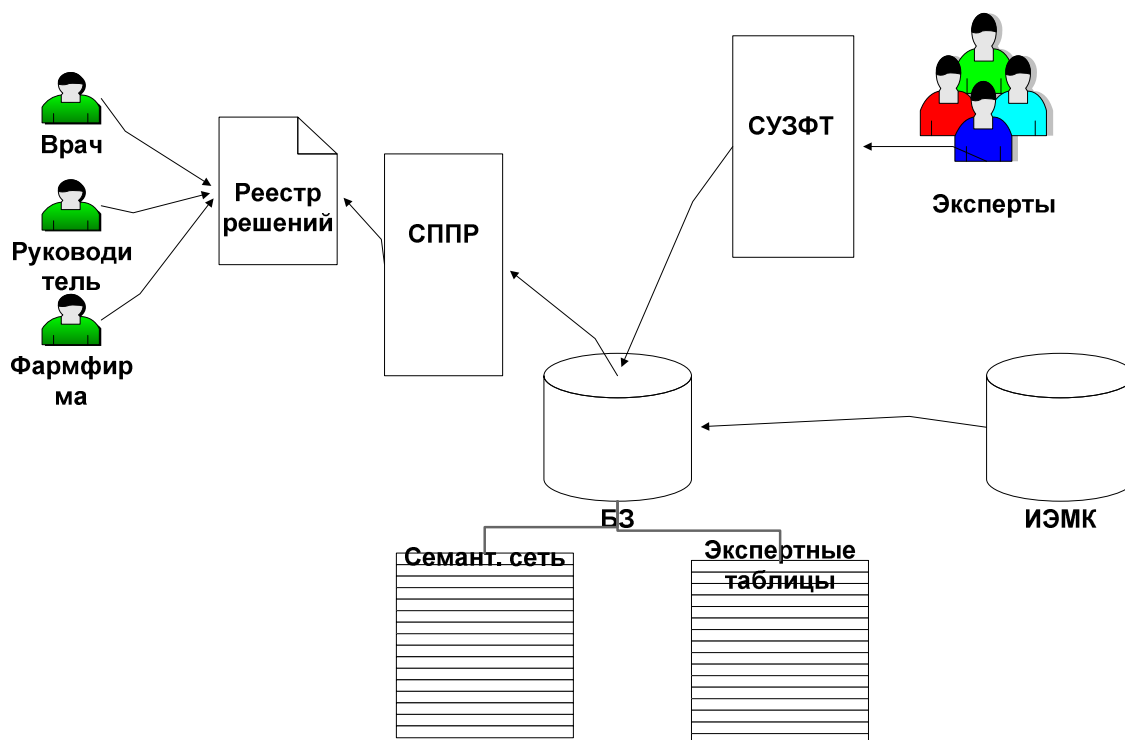 Врач
Руководи
тель
Фармфир
ма
Реестр
решений
СППР
СУЗФТ
Эксперты
БЗ
ИЭМК
Семант. сеть
Экспертные
таблицы